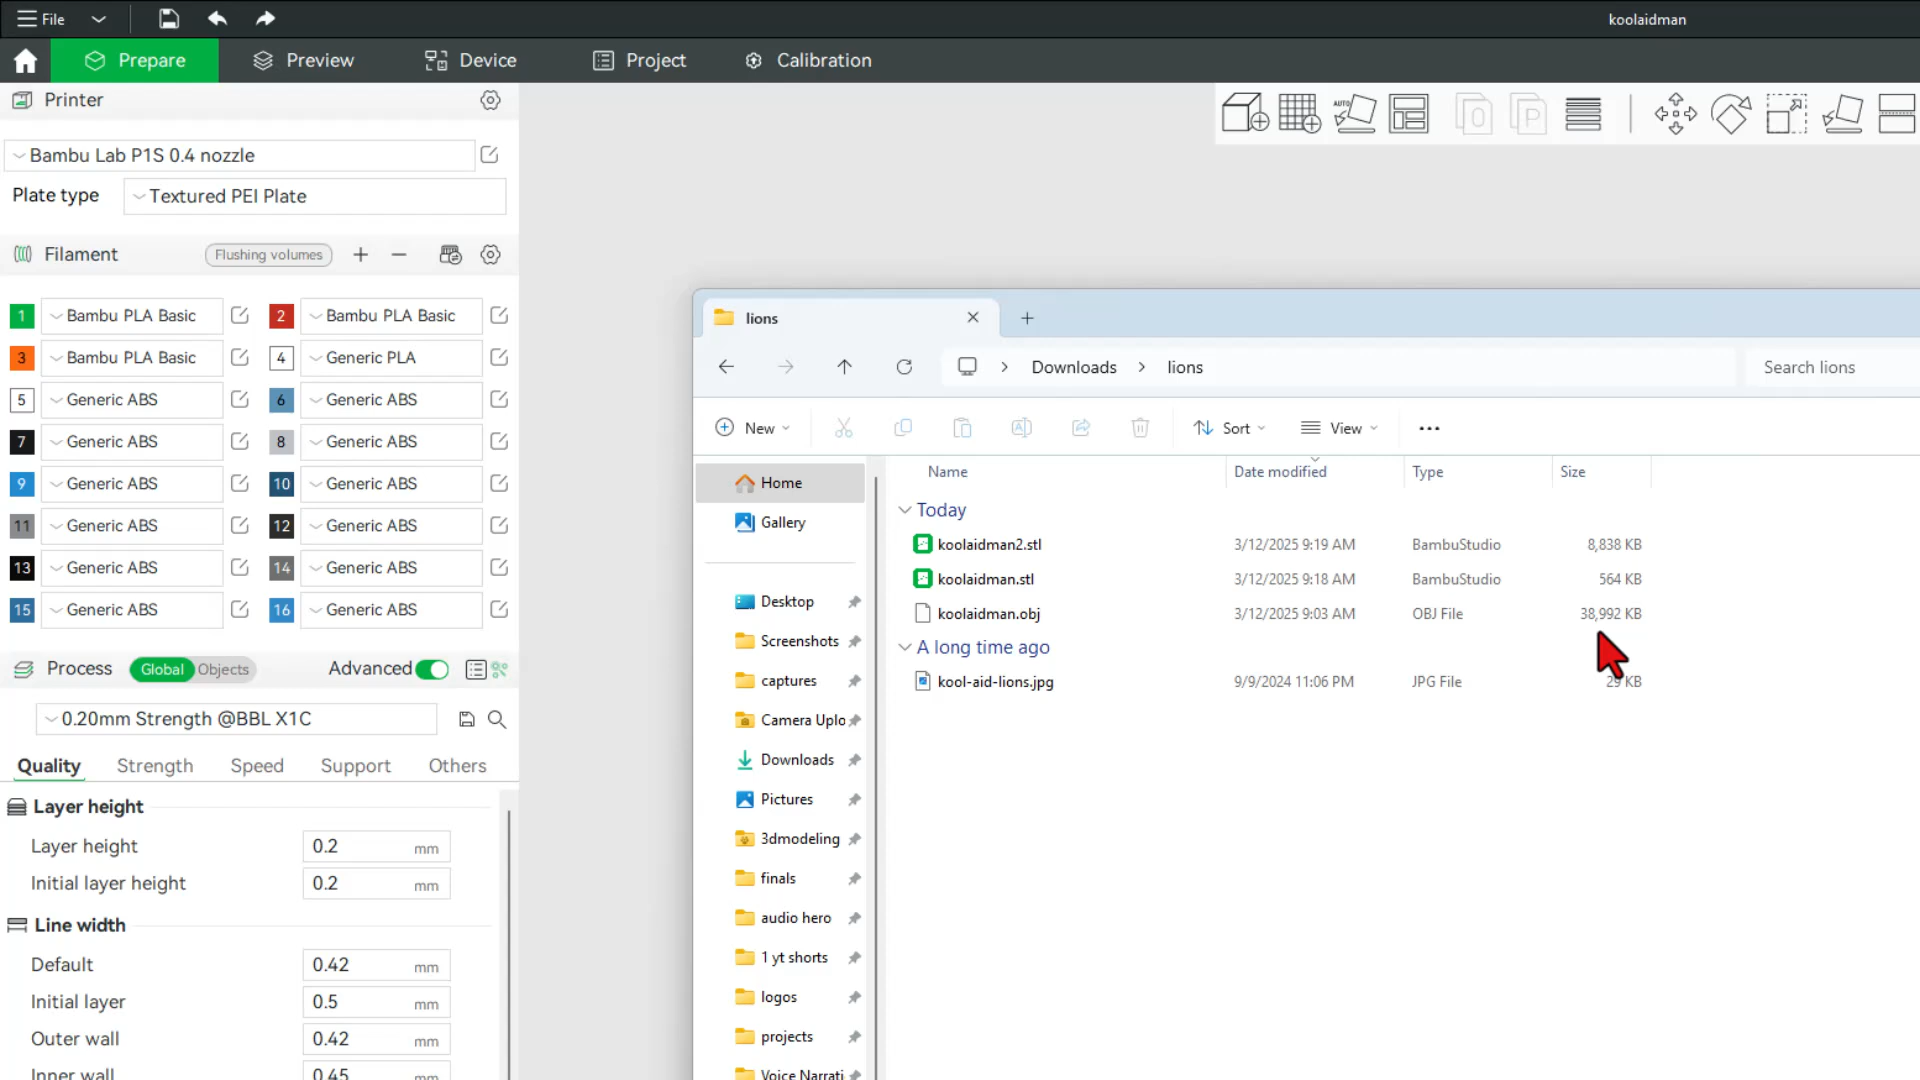 File
koolaidman
Prepare
Preview
Device
Project
Calibration
Printer
Bambu Lab P1S 0.4 nozzle
Plate type
Textured PEI Plate
Filament
Flushing volumes
1 Bambu PLA Basic
2 Bambu PLA Basic
3 Bambu PLA Basic
4 Generic PLA
5 Generic ABS
6 Generic ABS
7 Generic ABS
8 Generic ABS
9 Generic ABS
10 Generic ABS
11 Generic ABS
12 Generic ABS
13 Generic ABS
14 Generic ABS
15 Generic ABS
16 Generic ABS
Process Global Objects Advanced
0.20mm Strength @BBL X1C
Quality Strength Speed Support Others
Layer height
Layer height 0.2 mm
Initial layer height 0.2 mm
Line width
Default 0.42 mm
Initial layer 0.5 mm
Outer wall 0.42 mm
Inner wall 0.45 mm
AUTO
O
P
lions
Downloads lions
Search lions
New Sort View
Name Date modified Type Size
Today
koolaidman2.stl 3/12/2025 9:19 AM BambuStudio 8,838 KB
koolaidman.stl 3/12/2025 9:18 AM BambuStudio 564 KB
koolaidman.obj 3/12/2025 9:03 AM OBJ File 38,992 KB
A long time ago
kool-aid-lions.jpg 9/9/2024 11:06 PM JPG File 29 KB
Home
Gallery
Desktop
Screenshots
captures
Camera Uplo
Downloads
Pictures
3dmodeling
finals
audio hero
1 yt shorts
logos
projects
Voice Narrati